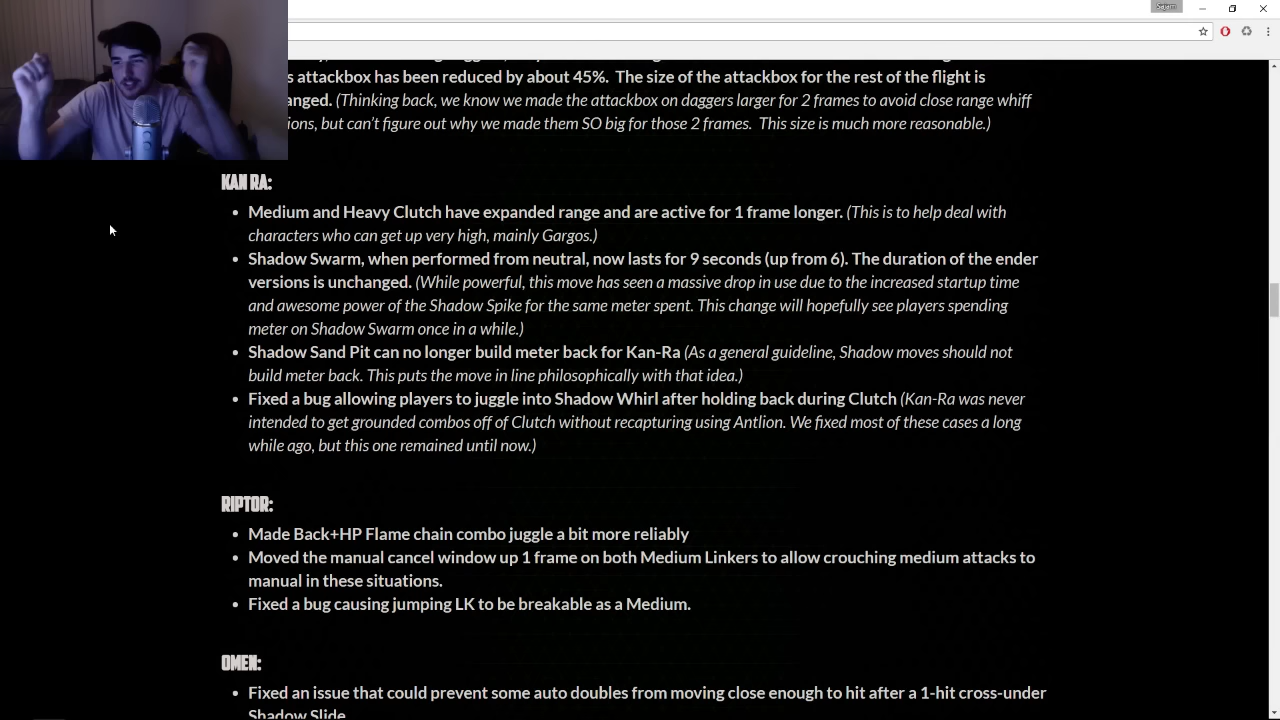 Sajam
s attackbox has been reduced by about 45%. The size of the attackbox for the rest of the flight is
anged. (Thinking back, we know we made the attackbox on daggers larger for 2 frames to avoid close range whiff
ions, but can't figure out why we made them SO big for those 2 frames. This size is much more reasonable.)
KAN RA:
• Medium and Heavy Clutch have expanded range and are active for 1 frame longer. (This is to help deal with
characters who can get up very high, mainly Gargos.)
• Shadow Swarm, when performed from neutral, now lasts for 9 seconds (up from 6). The duration of the ender
versions is unchanged. (While powerful, this move has seen a massive drop in use due to the increased startup time
and awesome power of the Shadow Spike for the same meter spent. This change will hopefully see players spending
meter on Shadow Swarm once in a while.)
• Shadow Sand Pit can no longer build meter back for Kan-Ra (As a general guideline, Shadow moves should not
build meter back. This puts the move in line philosophically with that idea.)
• Fixed a bug allowing players to juggle into Shadow Whirl after holding back during Clutch (Kan-Ra was never
intended to get grounded combos off of Clutch without recapturing using Antlion. We fixed most of these cases a long
while ago, but this one remained until now.)
RIPTOR:
• Made Back+HP Flame chain combo juggle a bit more reliably
• Moved the manual cancel window up 1 frame on both Medium Linkers to allow crouching medium attacks to
manual in these situations.
• Fixed a bug causing jumping LK to be breakable as a Medium.
OMEN:
• Fixed an issue that could prevent some auto doubles from moving close enough to hit after a 1-hit cross-under
Shadow Slide